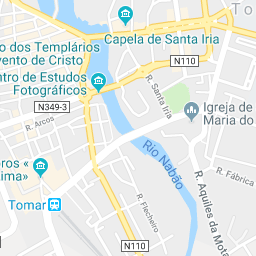 To
Capela de Santa Iria
o dos Templários
vento de Cristo
N110
ntro de Estudos
Fotográficos
R. Santa Iria
N349-3
Igreja de
Maria do
R. Arcos
Rio Nabão
R. Fábrica
ros «
ima»
R. Aquiles da Mota
Tomar
R. Flecheiro
N110